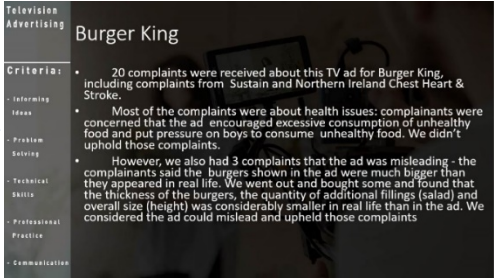 Television
Advertising
Burger King
Criteria:
- Informing
Ideas
- Problem
Solving
- Technical
Skills
- Professional
Practice
- Communication
• 20 complaints were received about this TV ad for Burger King,
including complaints from Sustain and Northern Ireland Chest Heart &
Stroke.
• Most of the complaints were about health issues: complainants were
concerned that the ad encouraged excessive consumption of unhealthy
food and put pressure on boys to consume unhealthy food. We didn't
uphold those complaints.
• However, we also had 3 complaints that the ad was misleading - the
complainants said the burgers shown in the ad were much bigger than
they appeared in real life. We went out and bought some and found that
the thickness of the burgers, the quantity of additional fillings (salad) and
overall size (height) was considerably smaller in real life than in the ad. We
considered the ad could mislead and upheld those complaints